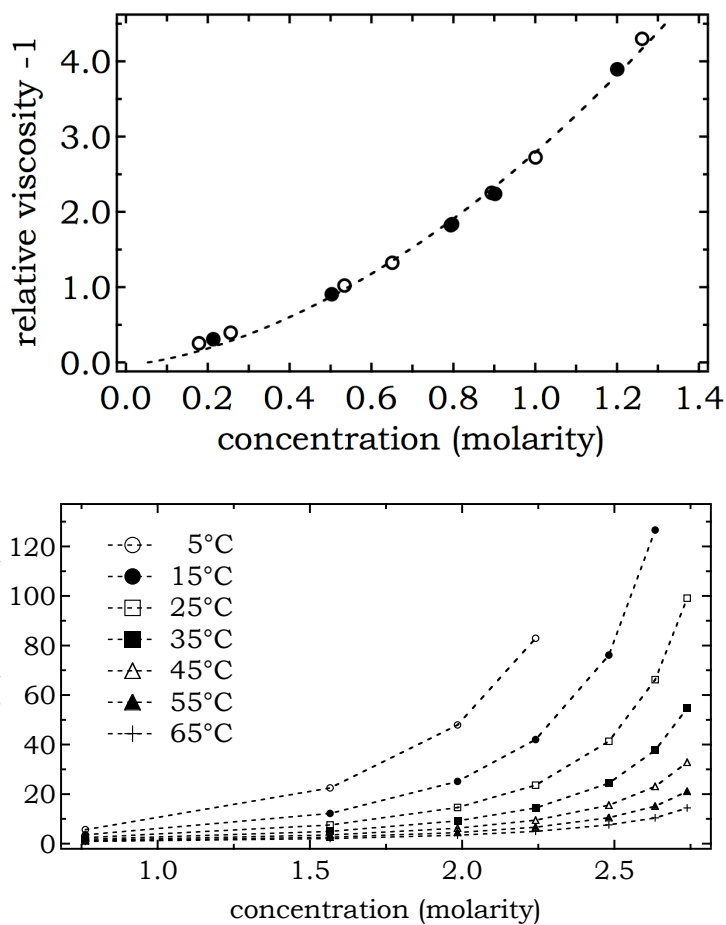 relative viscosity -1
4.0
3.0
2.0
1.0
0.0
0.0 0.2 0.4 0.6 0.8 1.0 1.2 1.4
concentration (molarity)
120
100
80
60
40
20
0
5°C
15°C
25°C
35°C
45°C
55°C
65°C
1.0 1.5 2.0 2.5
concentration (molarity)